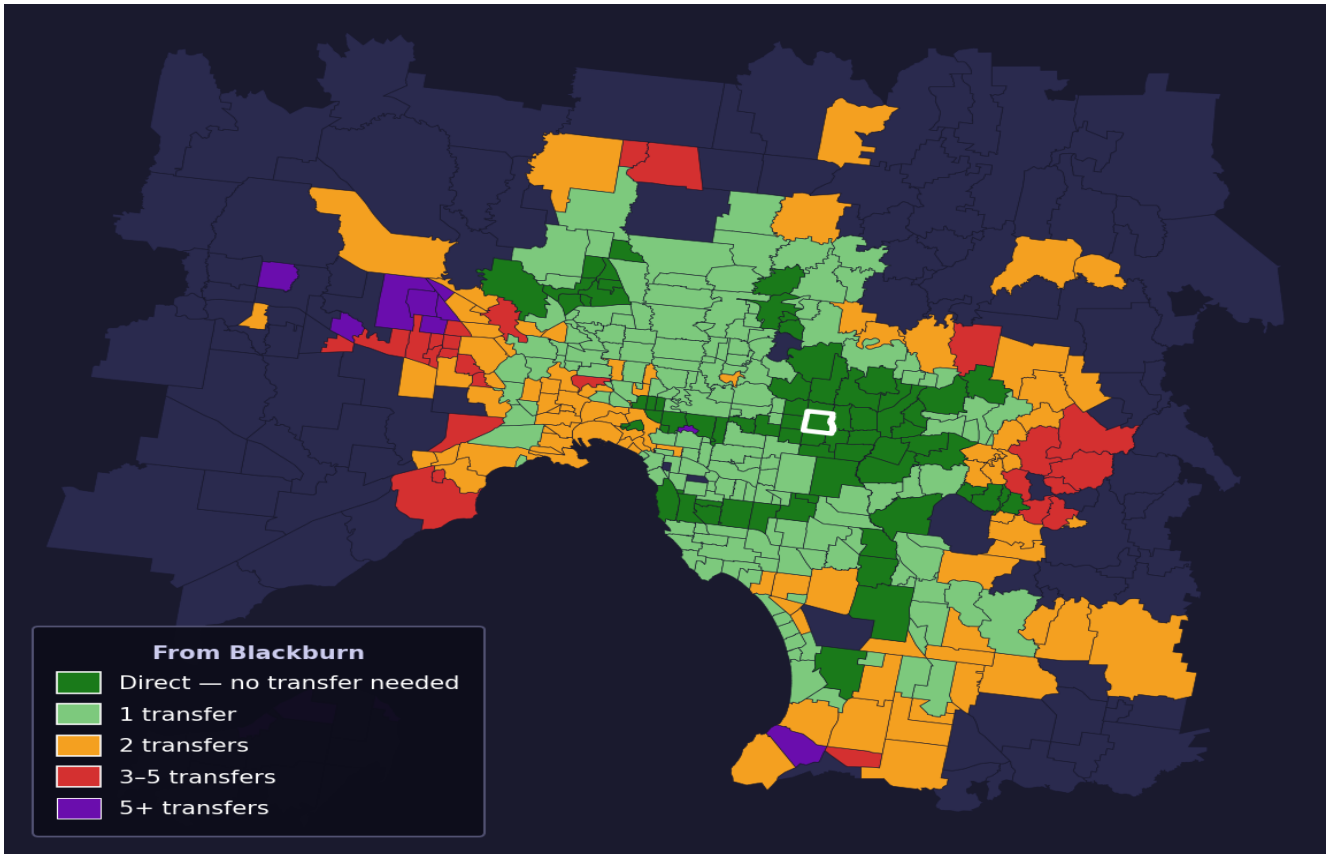 From Blackburn
Direct — no transfer needed
1 transfer
2 transfers
3–5 transfers
5+ transfers